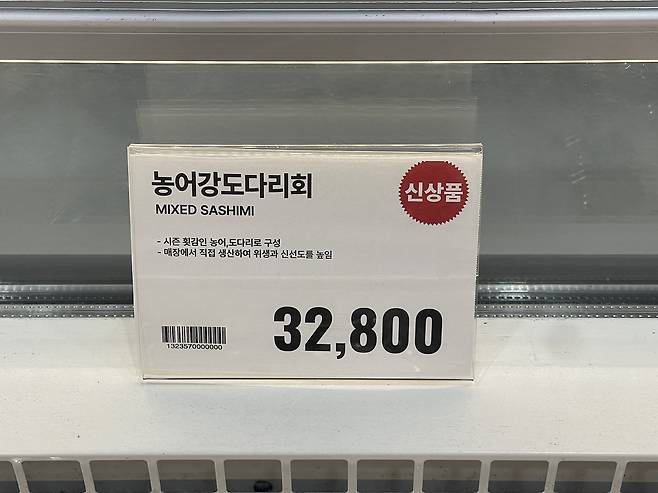 농어강도다리회
신상품
MIXED SASHIMI
- 시즌 횟감인 농어,도다리로 구성
- 매장에서 직접 생산하여 위생과 신선도를 높임
32,800
1323570000000